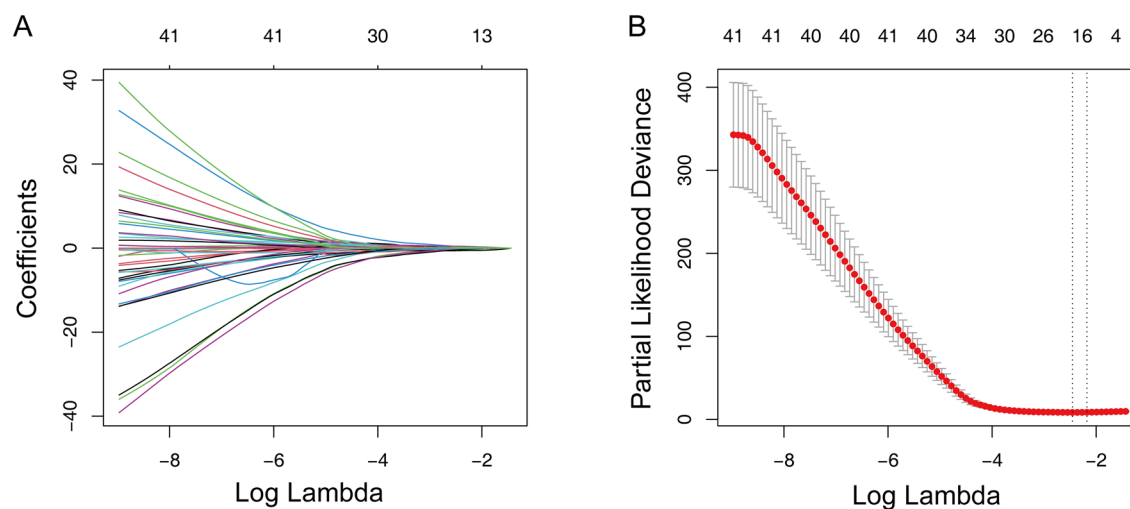 A
41 41 30 13
40
20
0
−20
−40
Coefficients
−8 −6 −4 −2
Log Lambda
B
41 41 40 40 41 40 34 30 26 16 4
400
300
200
100
0
Partial Likelihood Deviance
−8 −6 −4 −2
Log Lambda